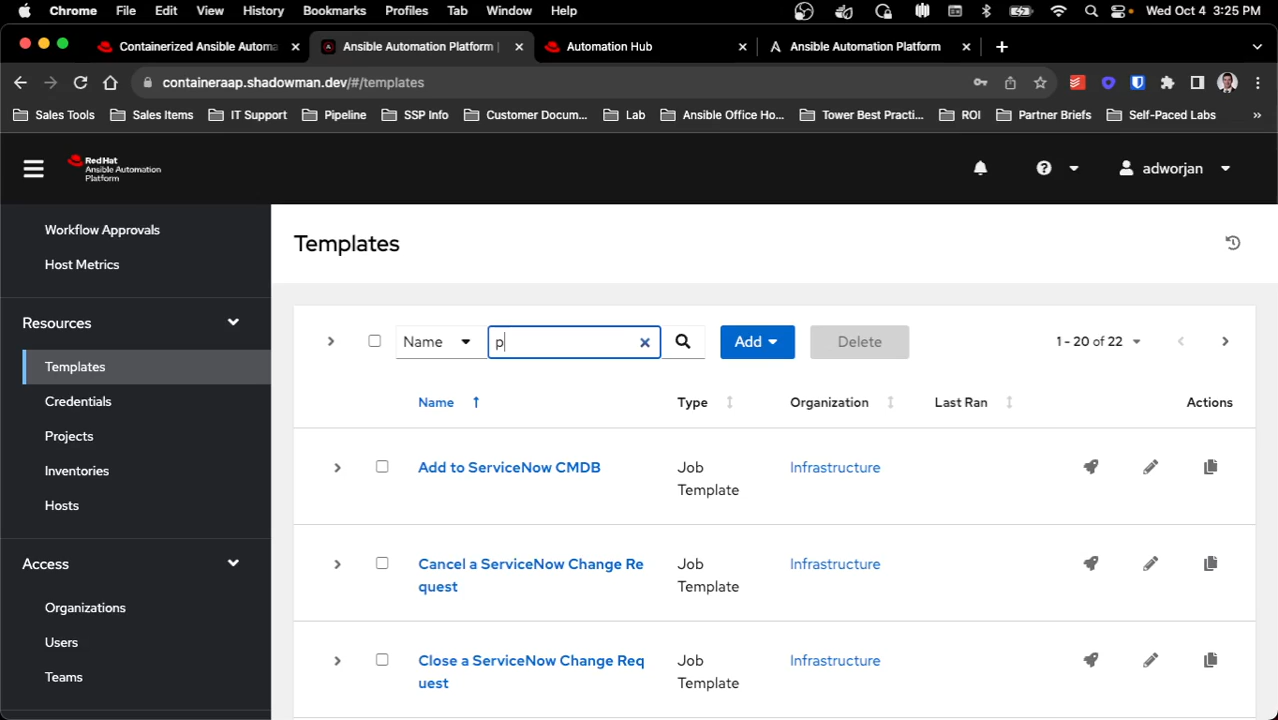 Chrome File Edit View History Bookmarks Profiles Tab Window Help Wed Oct 4 3:25 PM
Containerized Ansible Automa Ansible Automation Platform | Automation Hub Ansible Automation Platform
containeraap.shadowman.dev/#/templates
Sales Tools Sales Items IT Support Pipeline SSP Info Customer Docum... Lab Ansible Office Ho... Tower Best Practi... ROI Partner Briefs Self-Paced Labs »
Red Hat
Ansible Automation
Platform
adworjan
Workflow Approvals
Host Metrics
Resources
Templates
Credentials
Projects
Inventories
Hosts
Access
Organizations
Users
Teams
Templates
Name p Add Delete 1 - 20 of 22
Name Type Organization Last Ran Actions
Add to ServiceNow CMDB Job Infrastructure
Template
Cancel a ServiceNow Change Re Job Infrastructure
quest Template
Close a ServiceNow Change Req Job Infrastructure
uest Template